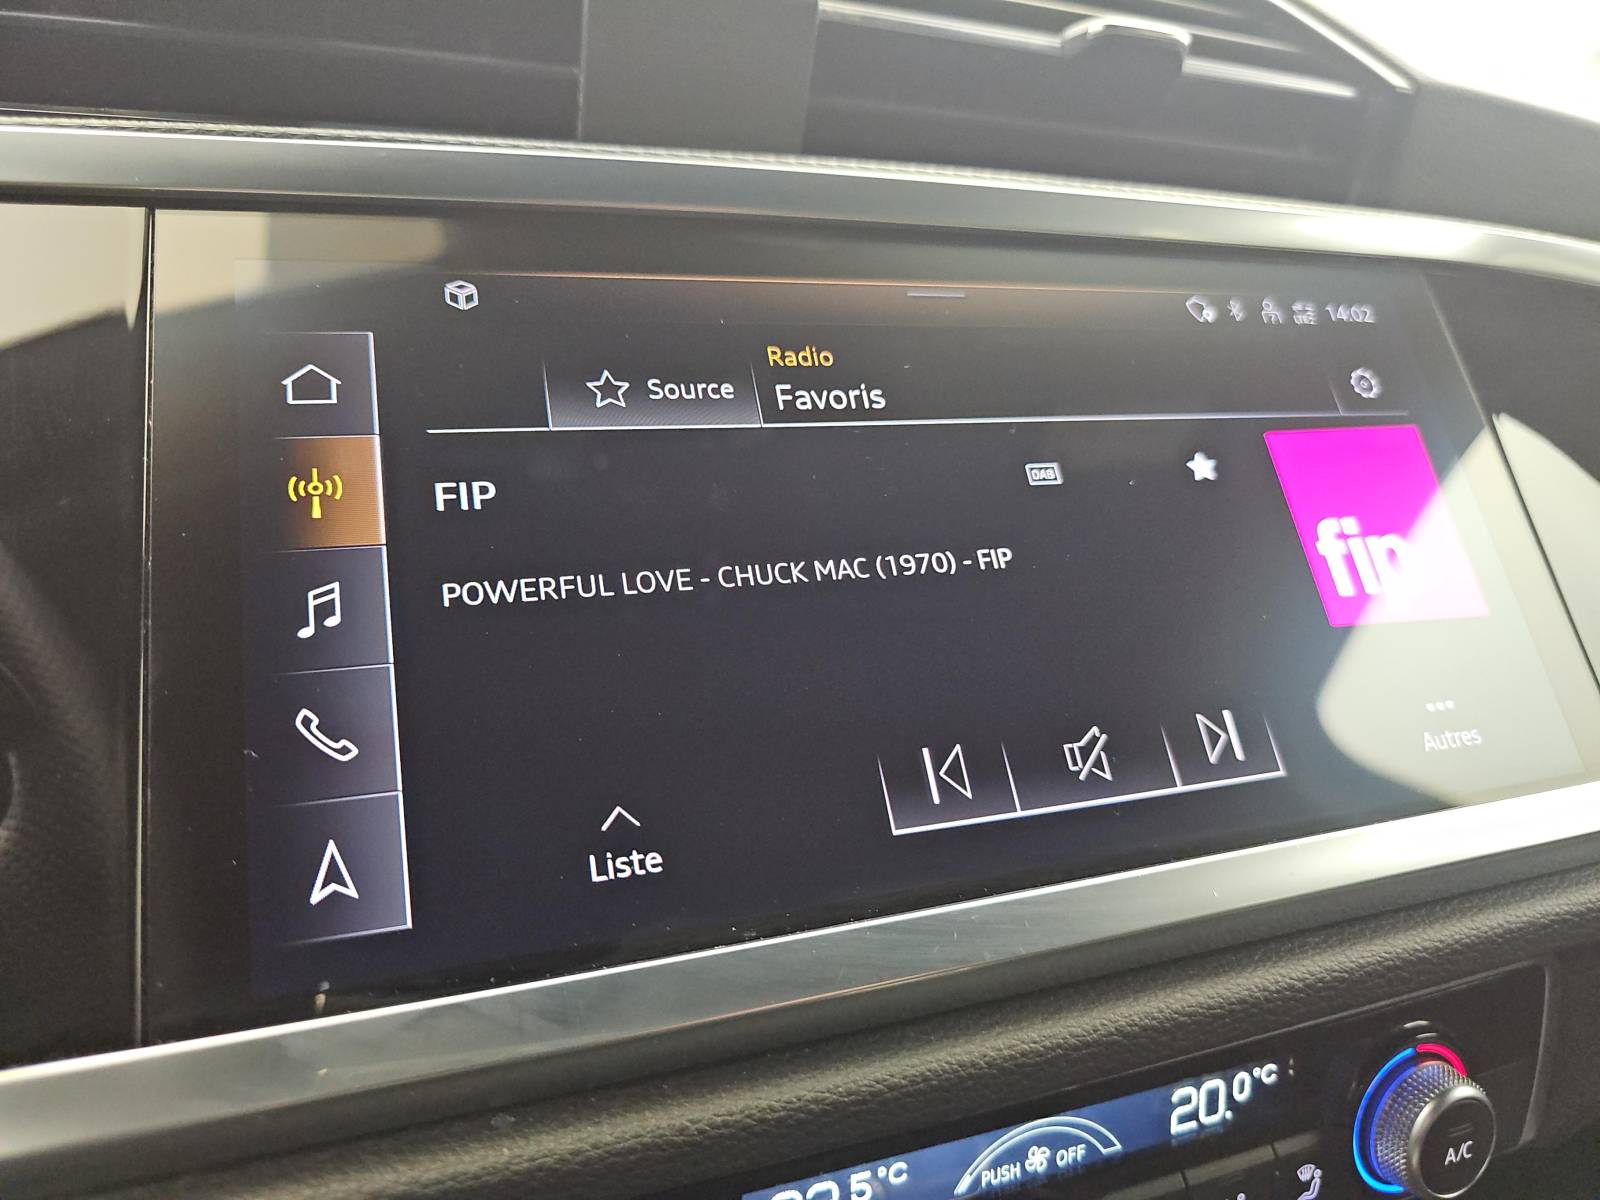 14:02
Radio
Source
Favoris
FIP
DAB
fip
POWERFUL LOVE - CHUCK MAC (1970) - FIP
Autres
Liste
20.0°C
PUSH OFF
A/C